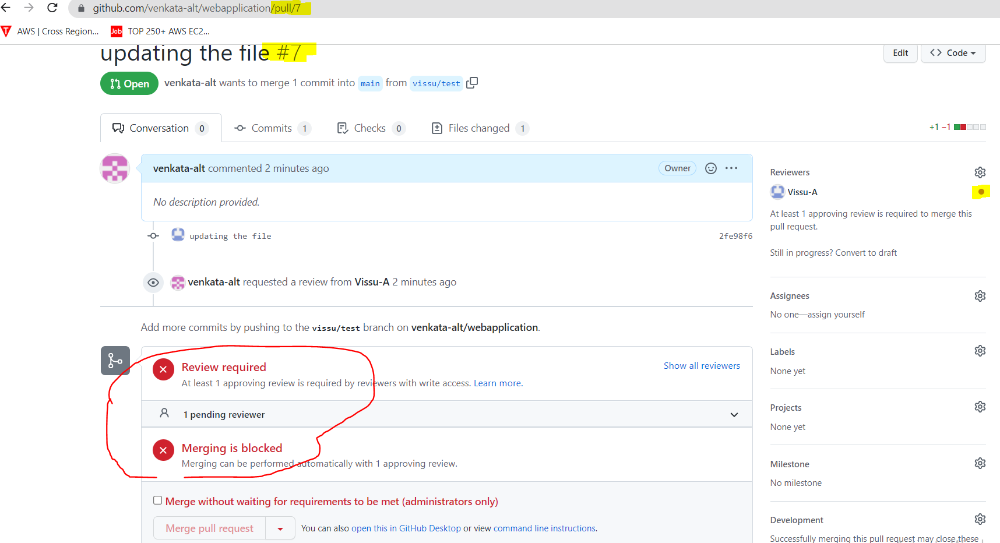 github.com/venkata-alt/webapplication/pull/7
AWS | Cross Region...
Job
TOP 250+ AWS EC2...
updating the file #7
Edit
Code
Open
venkata-alt wants to merge 1 commit into main from vissu/test
Conversation 0
Commits 1
Checks 0
Files changed 1
+1 −1
venkata-alt commented 2 minutes ago
Owner
No description provided.
updating the file
2fe98f6
venkata-alt requested a review from Vissu-A 2 minutes ago
Add more commits by pushing to the vissu/test branch on venkata-alt/webapplication.
Review required
Show all reviewers
At least 1 approving review is required by reviewers with write access. Learn more.
1 pending reviewer
Merging is blocked
Merging can be performed automatically with 1 approving review.
Merge without waiting for requirements to be met (administrators only)
Merge pull request
You can also open this in GitHub Desktop or view command line instructions.
Reviewers
Vissu-A
At least 1 approving review is required to merge this
pull request.
Still in progress? Convert to draft
Assignees
No one—assign yourself
Labels
None yet
Projects
None yet
Milestone
No milestone
Development
Successfully merging this pull request may close these